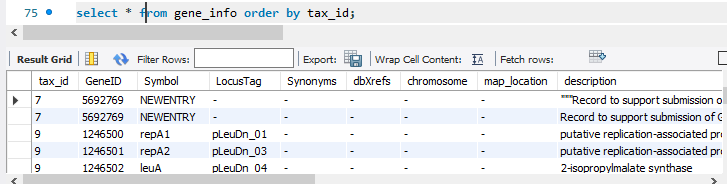 75 select * from gene_info order by tax_id;
Result Grid Filter Rows: Export: Wrap Cell Content: IA Fetch rows:
tax_id GeneID Symbol LocusTag Synonyms dbXrefs chromosome map_location description
7 5692769 NEWENTRY - - - - - """Record to support submission o
7 5692769 NEWENTRY - - - - - Record to support submission of G
9 1246500 repA1 pLeuDn_01 - - - - putative replication-associated pro
9 1246501 repA2 pLeuDn_03 - - - - putative replication-associated pro
9 1246502 leuA pLeuDn_04 - - - - 2-isopropylmalate synthase